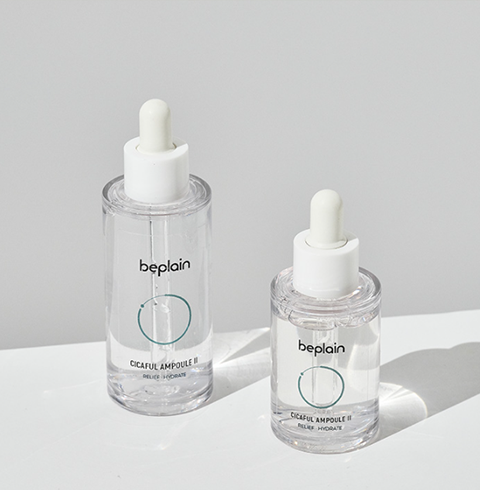 beplain
CICAFUL AMPOULE II
RELIEF · HYDRATE
beplain
CICAFUL AMPOULE II
RELIEF · HYDRATE